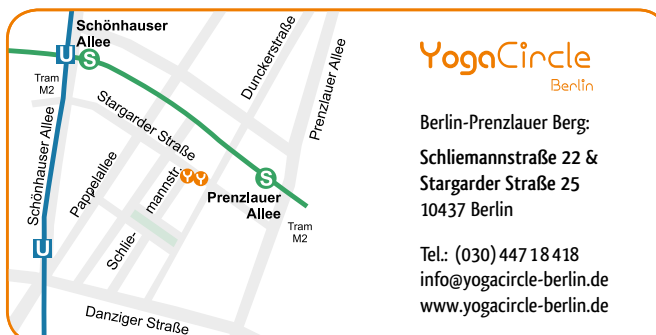 Schönhauser
Allee
U
S
Tram
M2
Schönhauser Allee
Stargarder Straße
Dunckerstraße
Prenzlauer Allee
Pappelallee
Schlie-
mannstr.
Y Y
S
Prenzlauer
Allee
Tram
M2
U
Danziger Straße
YogaCircle
Berlin
Berlin-Prenzlauer Berg:
Schliemannstraße 22 &
Stargarder Straße 25
10437 Berlin
Tel.: (030) 447 18 418
info@yogacircle-berlin.de
www.yogacircle-berlin.de